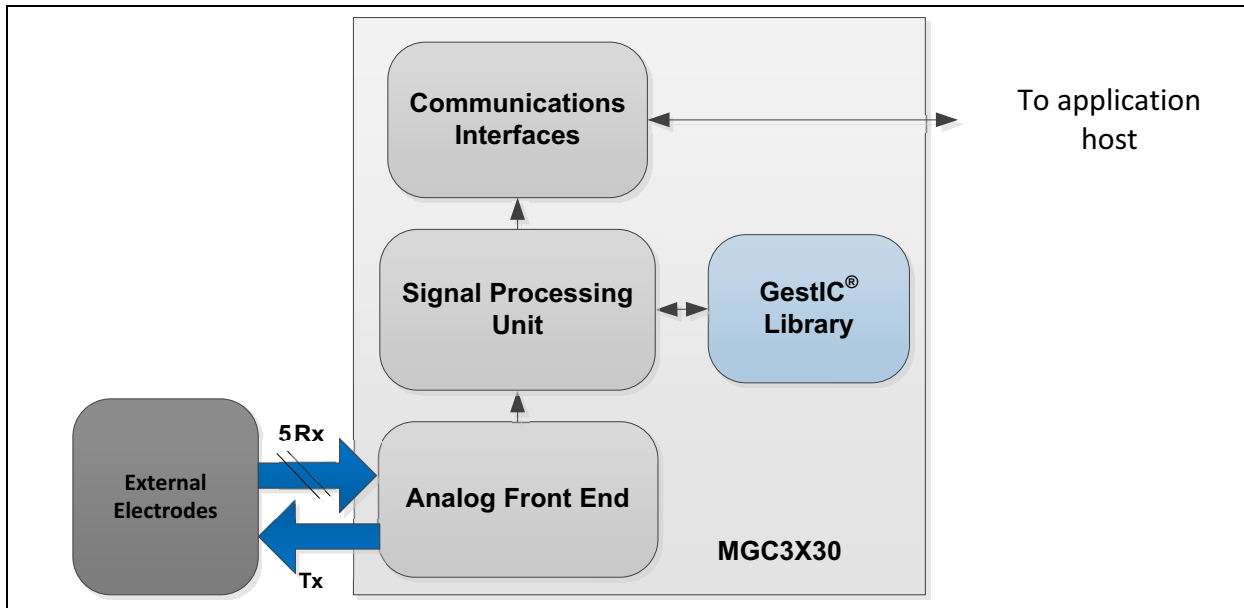 Communications
Interfaces
To application
host
Signal Processing
Unit
GestIC®
Library
5 Rx
External
Electrodes
Analog Front End
Tx
MGC3X30